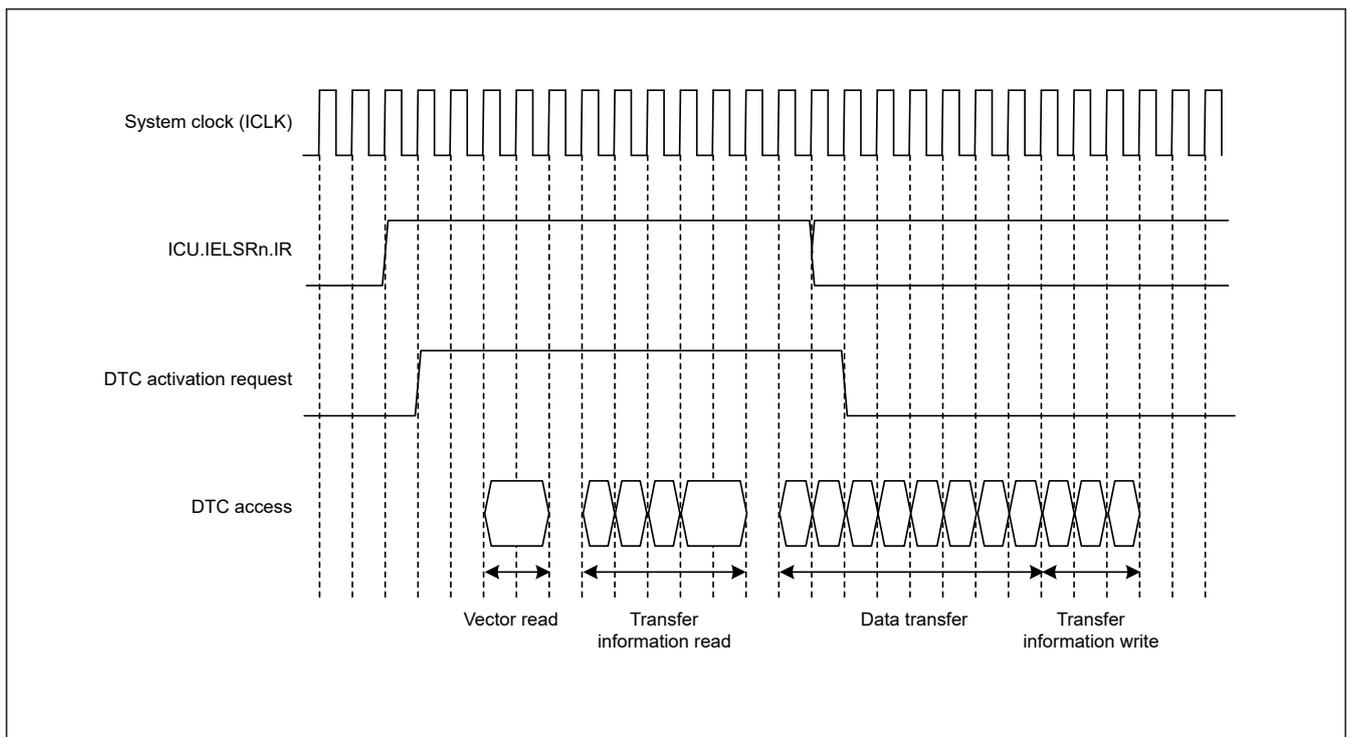 System clock (ICLK)
ICU.IELSRn.IR
DTC activation request
DTC access
Vector read
Transfer
information read
Data transfer
Transfer
information write